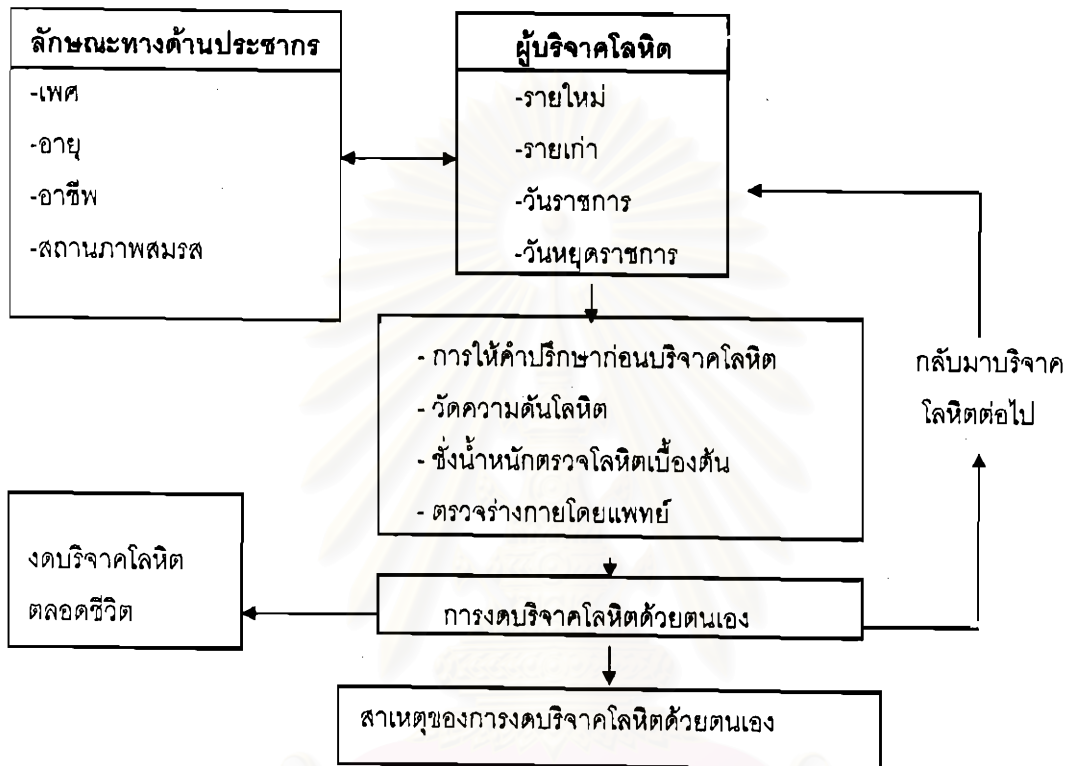 ลักษณะทางด้านประชากร
-เพศ
-อายุ
-อาชีพ
-สถานภาพสมรส
ผู้บริจาคโลหิต
-รายใหม่
-รายเก่า
-วันราชการ
-วันหยุดราชการ
- การให้คำปรึกษาก่อนบริจาคโลหิต
- วัดความดันโลหิต
- ชั่งน้ำหนักตรวจโลหิตเบื้องต้น
- ตรวจร่างกายโดยแพทย์
กลับมาบริจาค
โลหิตต่อไป
งดบริจาคโลหิต
ตลอดชีวิต
การงดบริจาคโลหิตด้วยตนเอง
สาเหตุของการงดบริจาคโลหิตด้วยตนเอง